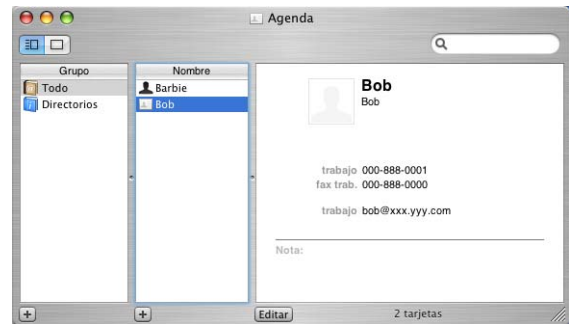 Agenda
Grupo
Todo
Directorios
Nombre
Barbie
Bob
Bob
Bob
trabajo 000-888-0001
fax trab. 000-888-0000
trabajo bob@xxx.yyy.com
Nota:
Editar
2 tarjetas